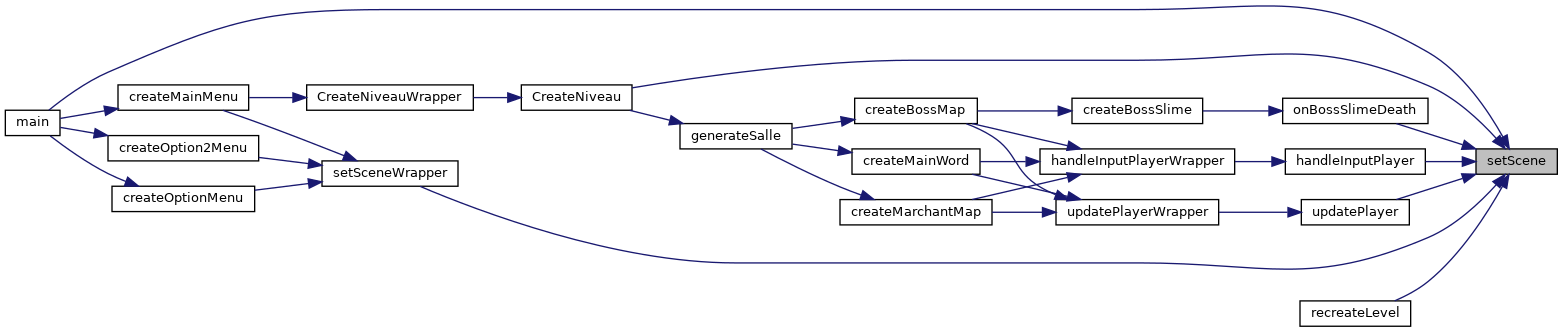 main
createMainMenu
createOption2Menu
createOptionMenu
CreateNiveauWrapper
setSceneWrapper
CreateNiveau
generateSalle
createBossMap
createMainWord
createMarchantMap
createBossSlime
handleInputPlayerWrapper
updatePlayerWrapper
onBossSlimeDeath
handleInputPlayer
updatePlayer
recreateLevel
setScene